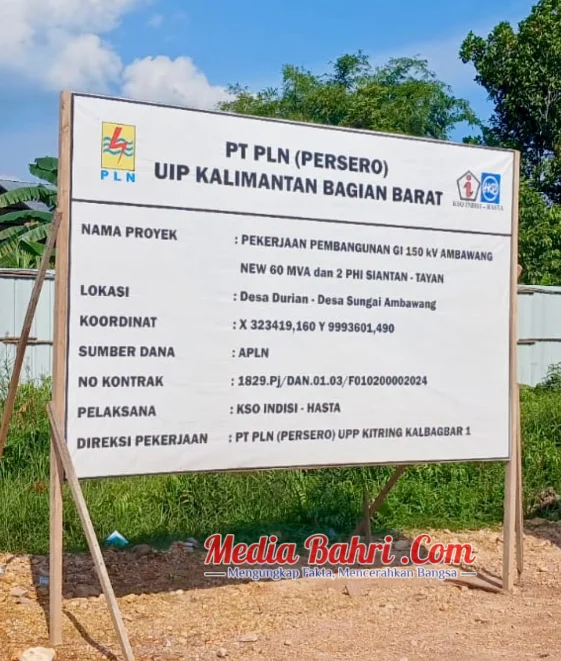 PT PLN (PERSERO)
UIP KALIMANTAN BAGIAN BARAT
PLN
KSO INDISI - HASTA
NAMA PROYEK : PEKERJAAN PEMBANGUNAN GI 150 kV AMBAWANG
NEW 60 MVA dan 2 PHI SIANTAN - TAYAN
LOKASI : Desa Durian - Desa Sungai Ambawang
KOORDINAT : X 323419,160 Y 9993601,490
SUMBER DANA : APLN
NO KONTRAK : 1829.Pj/DAN.01.03/F010200002024
PELAKSANA : KSO INDISI - HASTA
DIREKSI PEKERJAAN : PT PLN (PERSERO) UPP KITRING KALBAGBAR 1
Media Bahri.Com
Mengungkap Fakta, Mencerahkan Bangsa